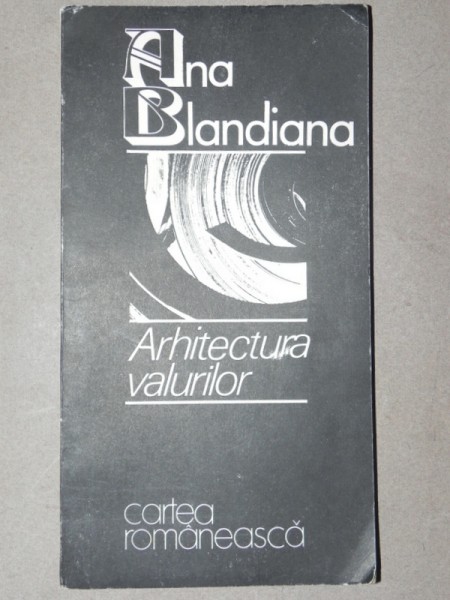 Ana
Blandiana
Arhitectura
valurilor
cartea
românească